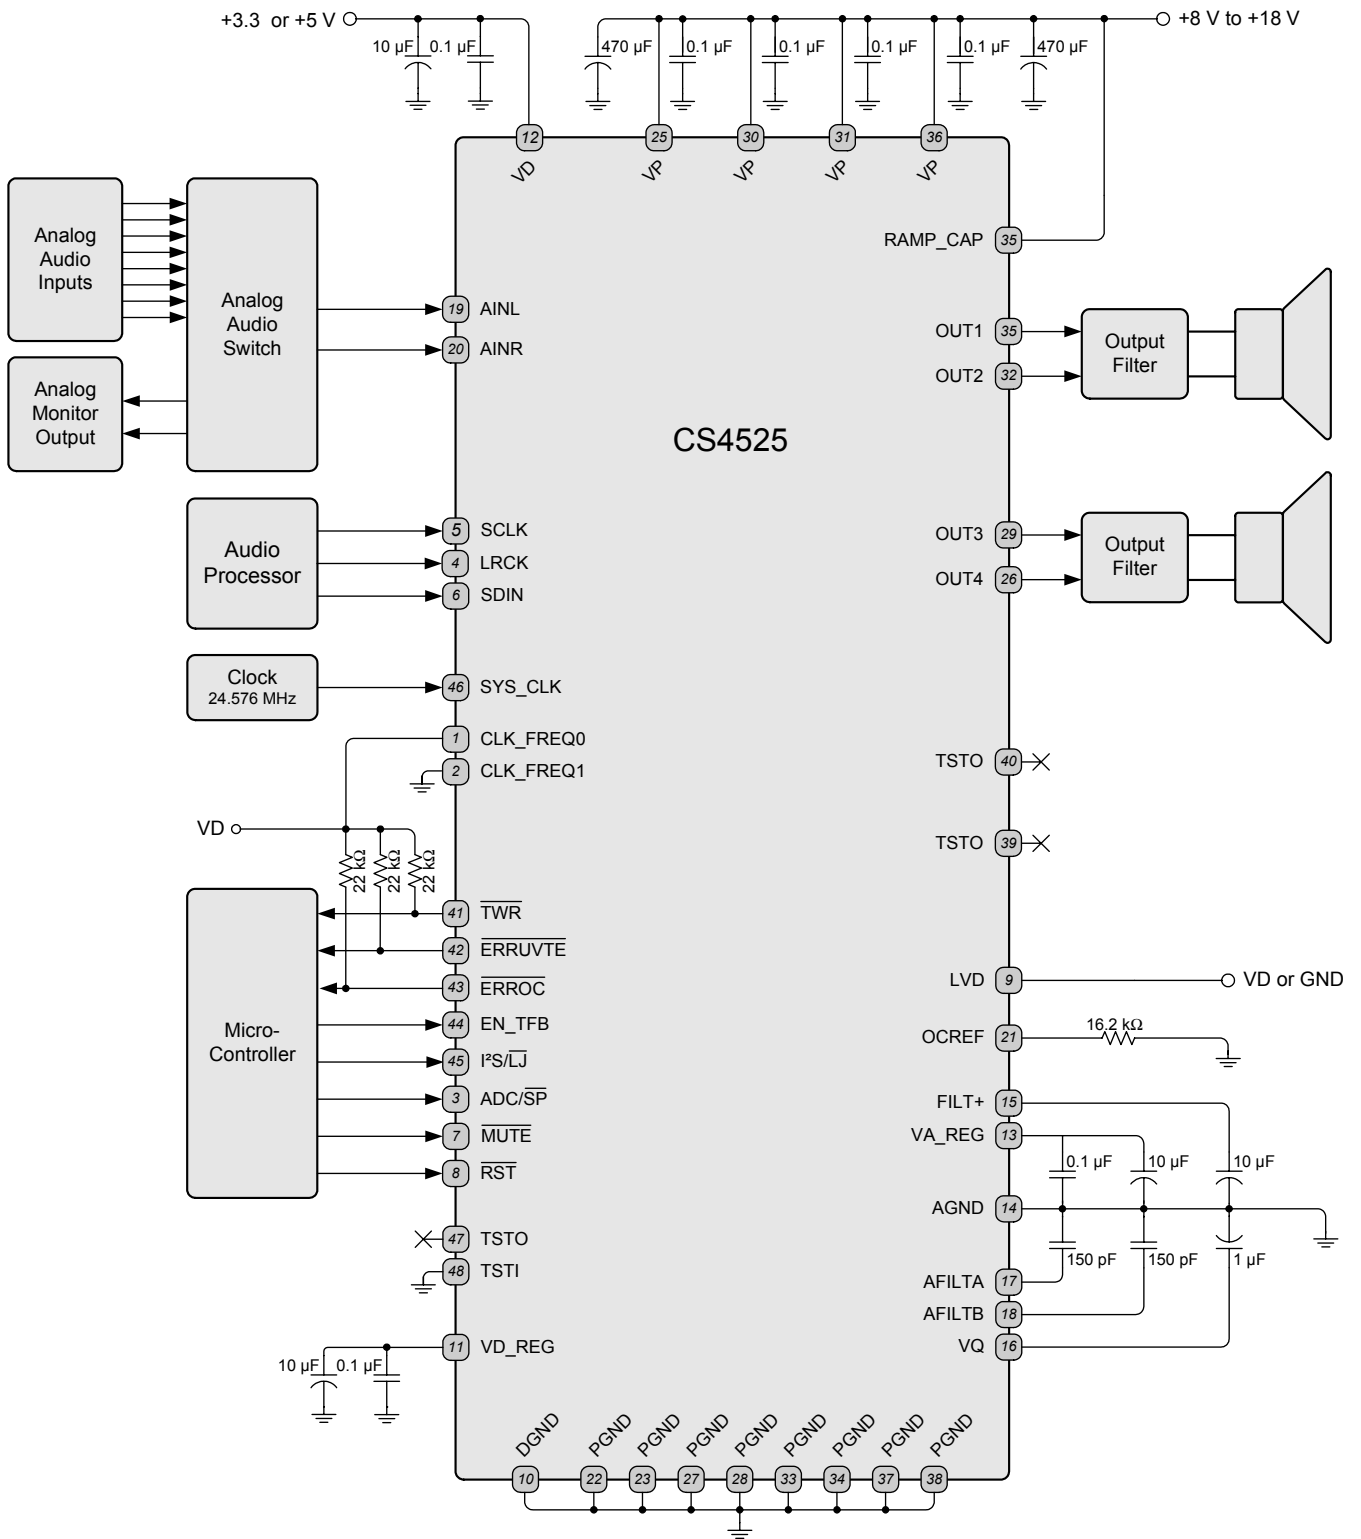 +3.3 or +5 V
+8 V to +18 V
10 µF
0.1 µF
470 µF
0.1 µF
0.1 µF
0.1 µF
0.1 µF
470 µF
12
25
30
31
36
VD
VP
VP
VP
VP
Analog
Audio
Inputs
Analog
Audio
Switch
Analog
Monitor
Output
19 AINL
20 AINR
RAMP_CAP 35
OUT1 35
OUT2 32
Output
Filter
CS4525
Audio
Processor
5 SCLK
4 LRCK
6 SDIN
OUT3 29
OUT4 26
Output
Filter
Clock
24.576 MHz
46 SYS_CLK
1 CLK_FREQ0
2 CLK_FREQ1
TSTO 40
TSTO 39
VD
22 kΩ
22 kΩ
22 kΩ
Micro-
Controller
41 TWR
42 ERRUVTE
43 ERROC
44 EN_TFB
45 I²S/LJ
3 ADC/SP
7 MUTE
8 RST
47 TSTO
48 TSTI
11 VD_REG
10 µF
0.1 µF
LVD 9
VD or GND
OCREF 21
16.2 kΩ
FILT+ 15
VA_REG 13
0.1 µF
10 µF
10 µF
AGND 14
150 pF
150 pF
1 µF
AFILTA 17
AFILTB 18
VQ 16
DGND
PGND
PGND
PGND
PGND
PGND
PGND
PGND
PGND
10
22
23
27
28
33
34
37
38